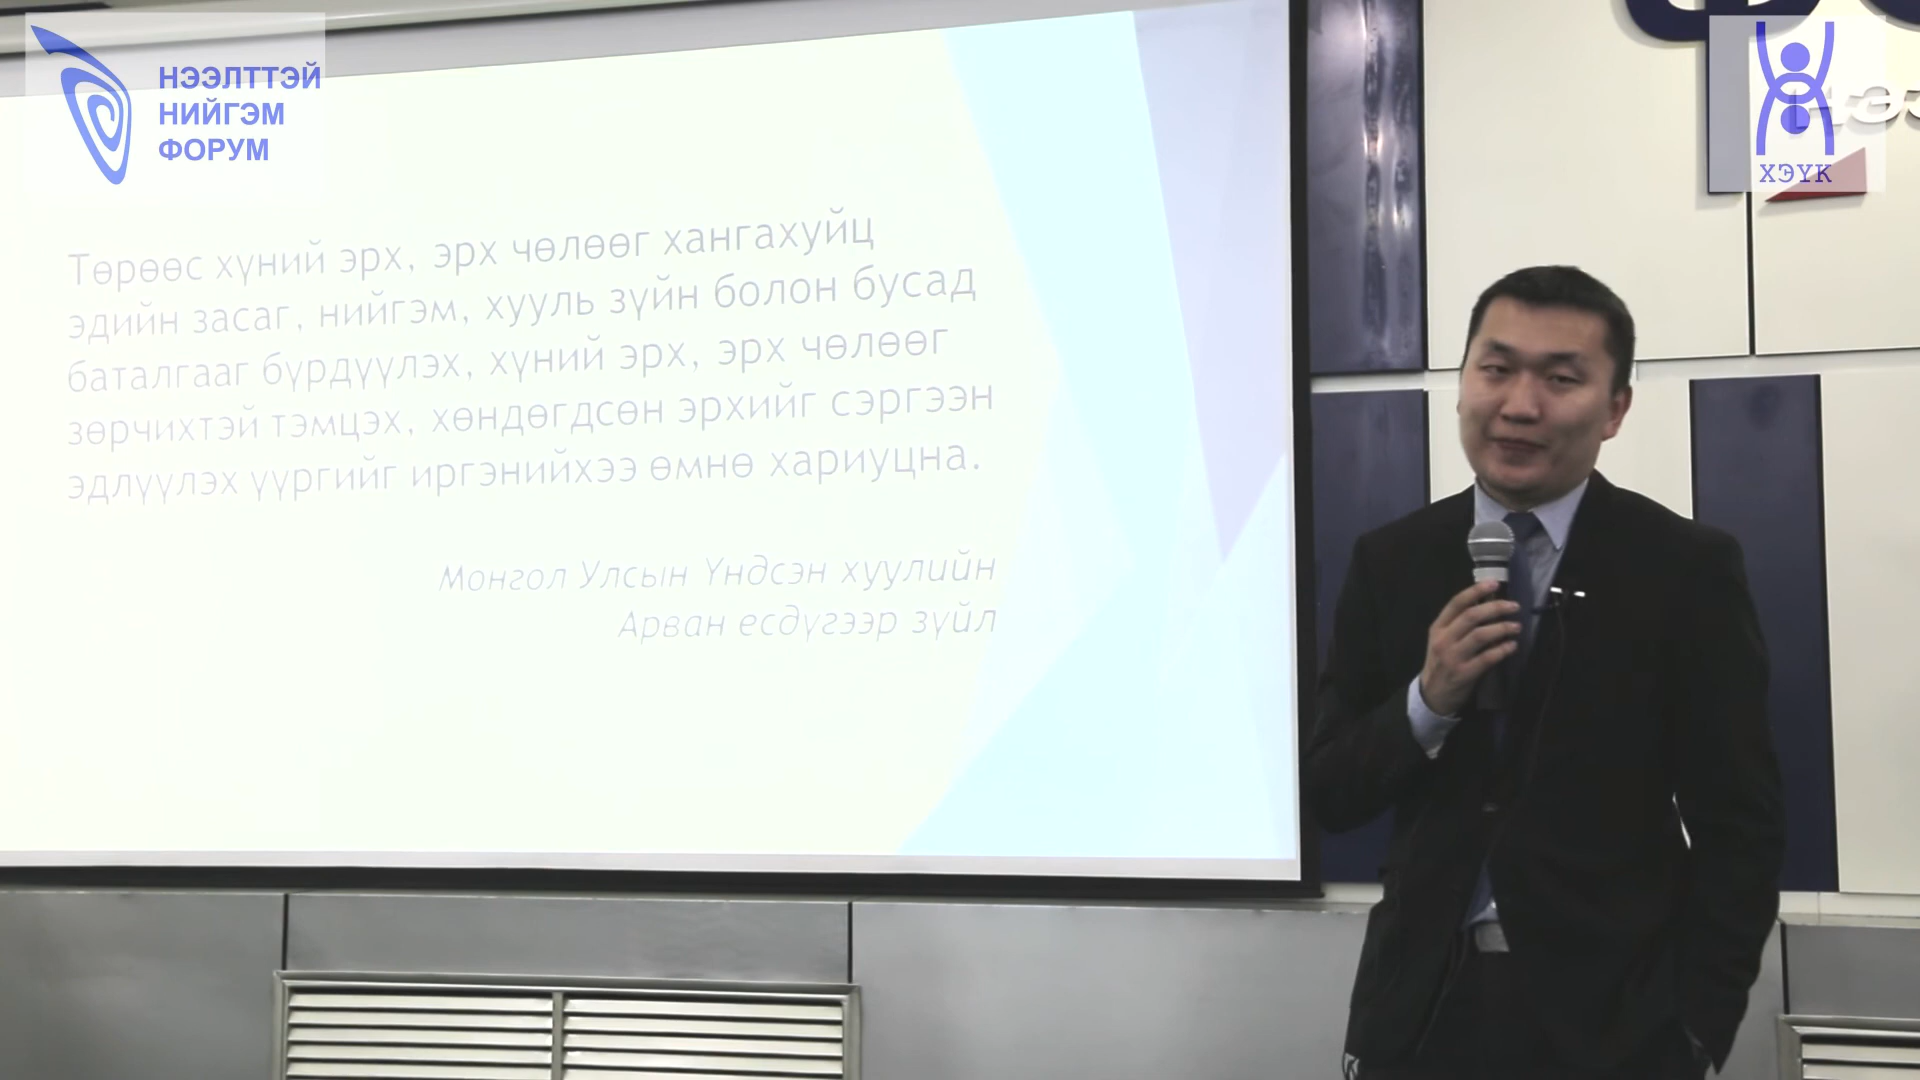 НЭЭЛТТЭЙ
НИЙГЭМ
ФОРУМ
ХЭҮК
Төрөөс хүний эрх, эрх чөлөөг хангахуйц
эдийн засаг, нийгэм, хууль зүйн болон бусад
баталгааг бүрдүүлэх, хүний эрх, эрх чөлөөг
зөрчихтэй тэмцэх, хөндөгдсөн эрхийг сэргээн
эдлүүлэх үүргийг иргэнийхээ өмнө хариуцна.
Монгол Улсын Үндсэн хуулийн
Арван есдүгээр зүйл